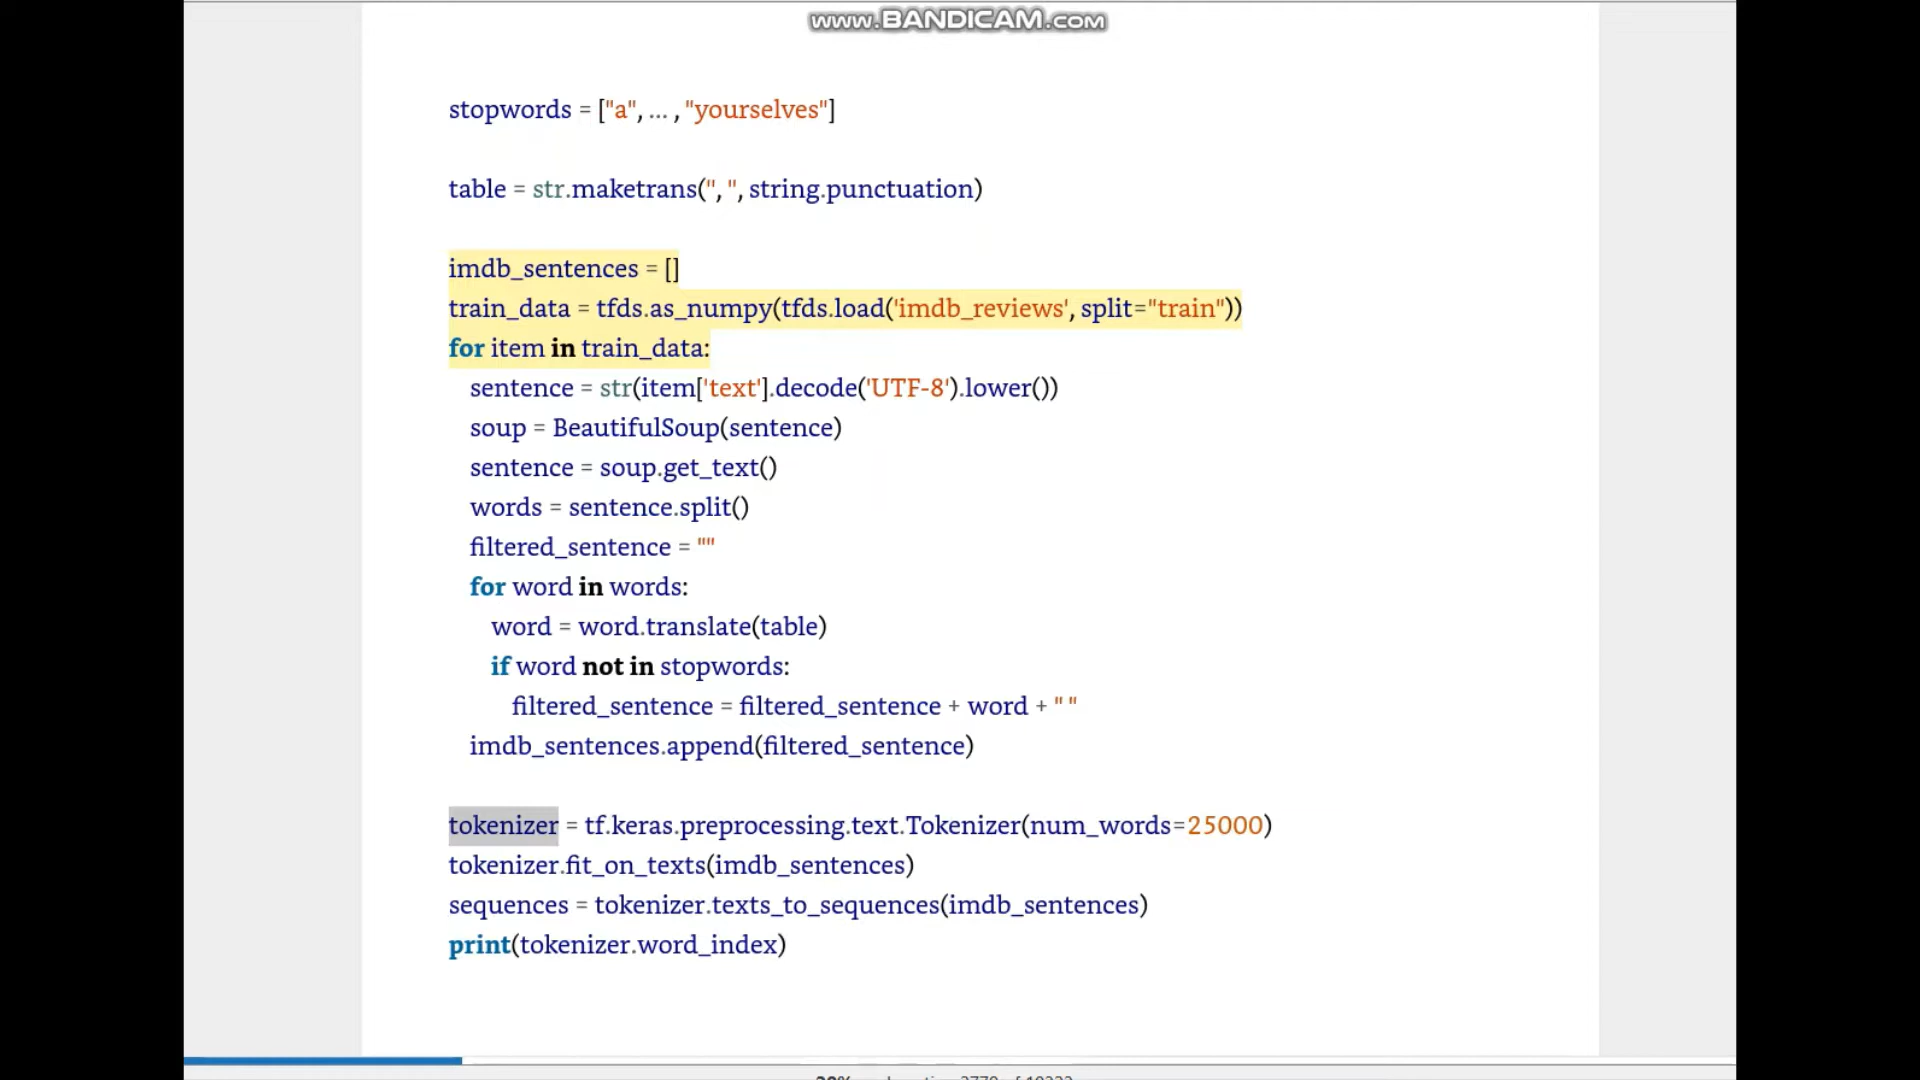 www.BANDICAM.com
stopwords = ["a", ... , "yourselves"]
table = str.maketrans('', '', string.punctuation)
imdb_sentences = []
train_data = tfds.as_numpy(tfds.load('imdb_reviews', split="train"))
for item in train_data:
sentence = str(item['text'].decode('UTF-8').lower())
soup = BeautifulSoup(sentence)
sentence = soup.get_text()
words = sentence.split()
filtered_sentence = ""
for word in words:
word = word.translate(table)
if word not in stopwords:
filtered_sentence = filtered_sentence + word + " "
imdb_sentences.append(filtered_sentence)
tokenizer = tf.keras.preprocessing.text.Tokenizer(num_words=25000)
tokenizer.fit_on_texts(imdb_sentences)
sequences = tokenizer.texts_to_sequences(imdb_sentences)
print(tokenizer.word_index)